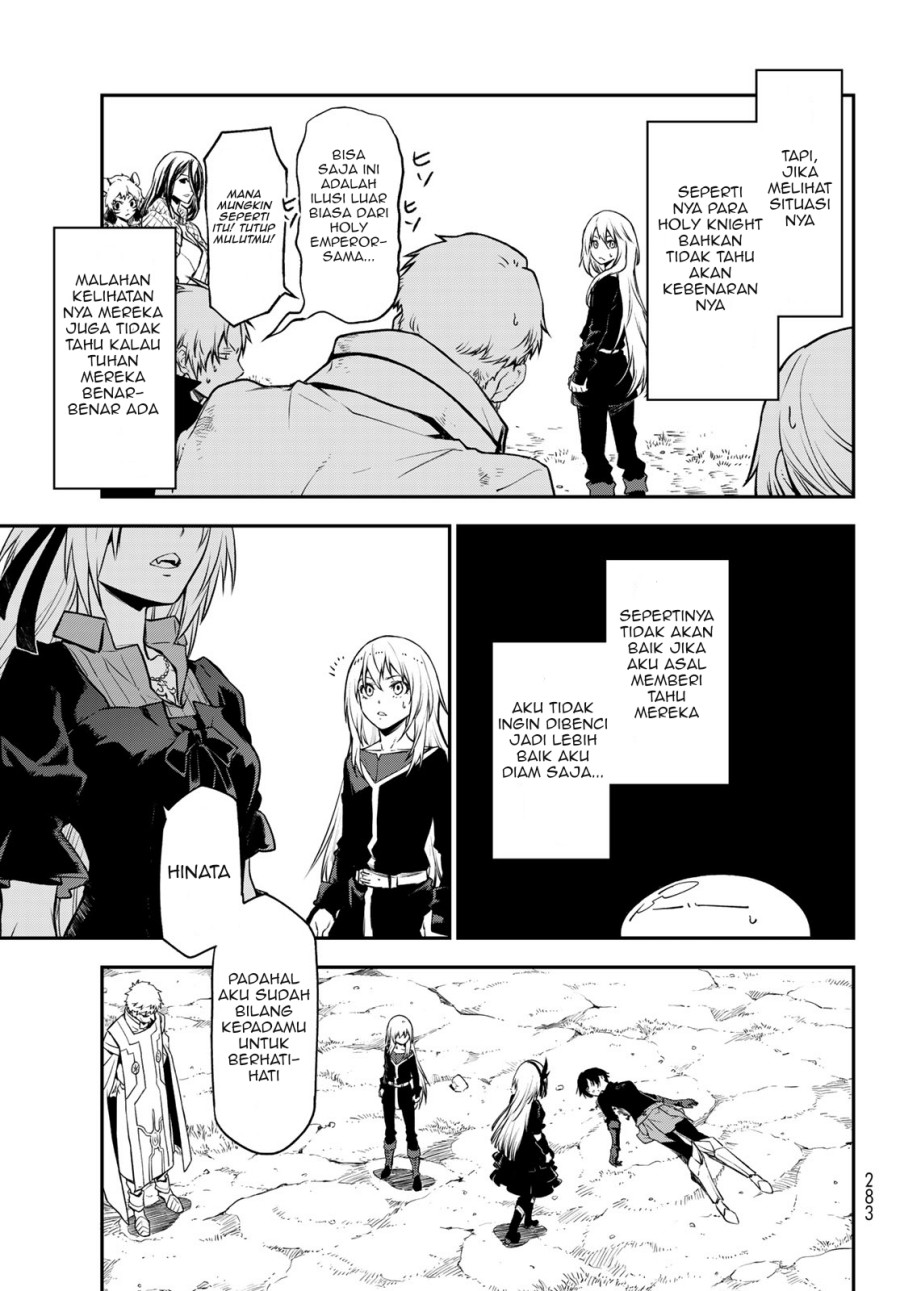 TAPI,
JIKA
MELIHAT
SITUASI
NYA
SEPERTI
NYA PARA
HOLY KNIGHT
BAHKAN
TIDAK TAHU
AKAN
KEBENARAN
NYA
BISA
SAJA INI
ADALAH
ILUSI LUAR
BIASA DARI
HOLY
EMPEROR-
SAMA...
ヒソ
ヒソ
MANA
MUNGKIN
SEPERTI
ITU! TUTUP
MULUTMU!
MALAHAN
KELIHATAN
NYA MEREKA
JUGA TIDAK
TAHU KALAU
TUHAN
MEREKA
BENAR-
BENAR ADA
SEPERTINYA
TIDAK AKAN
BAIK JIKA
AKU ASAL
MEMBERI
TAHU
MEREKA
AKU TIDAK
INGIN DIBENCI
JADI LEBIH
BAIK AKU
DIAM SAJA...
HINATA
PADAHAL
AKU SUDAH
BILANG
KEPADAMU
UNTUK
BERHATI-
HATI
283